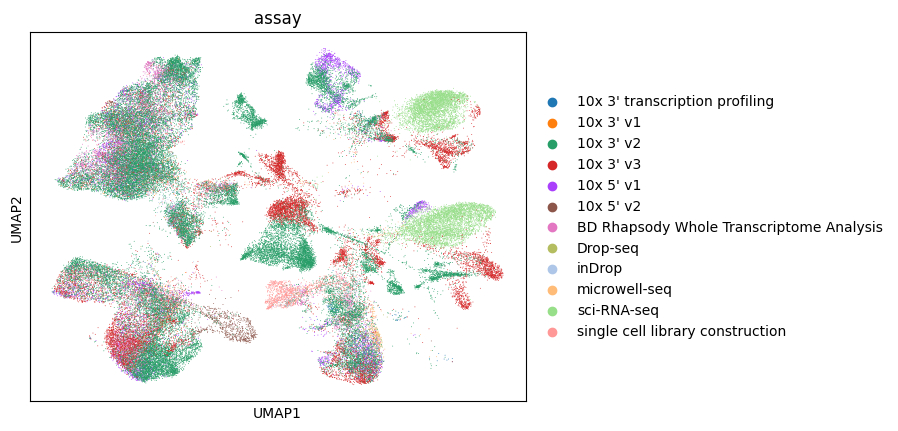 assay
10x 3' transcription profiling
10x 3' v1
10x 3' v2
10x 3' v3
10x 5' v1
10x 5' v2
BD Rhapsody Whole Transcriptome Analysis
Drop-seq
inDrop
microwell-seq
sci-RNA-seq
single cell library construction
UMAP2
UMAP1